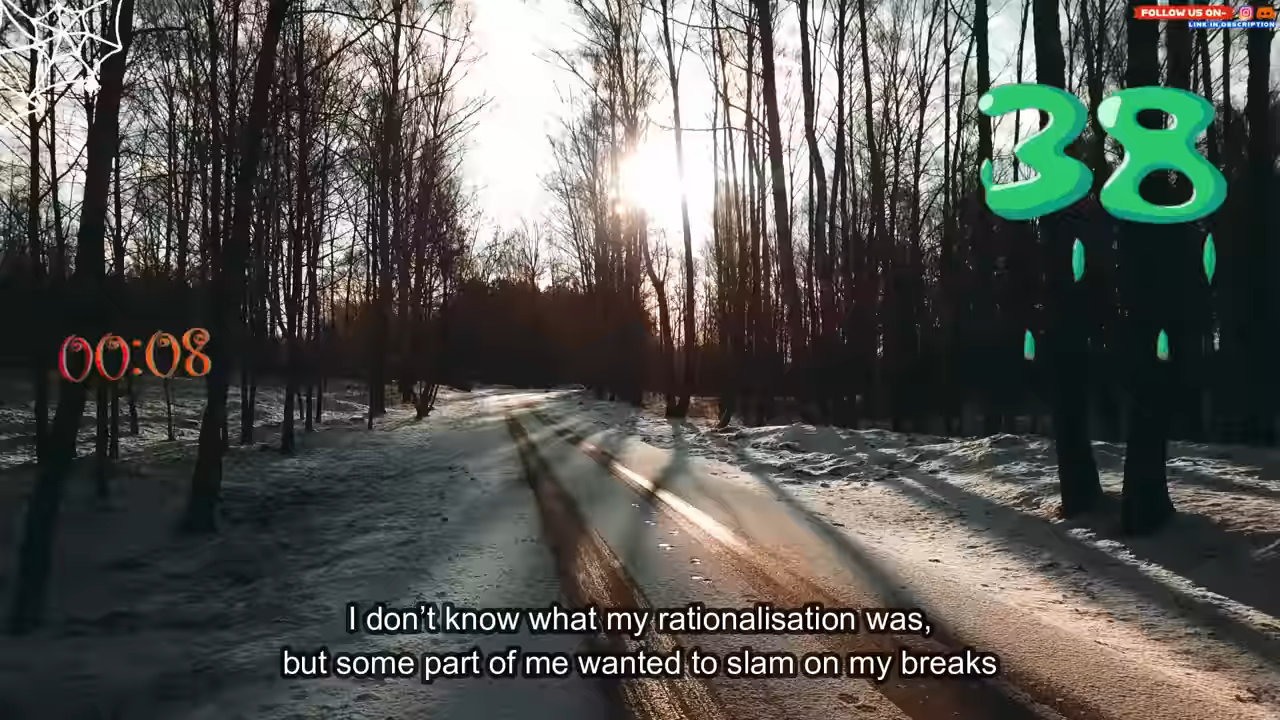 FOLLOW US ON-
LINK IN DESCRIPTION
38
00:08
I don’t know what my rationalisation was,
but some part of me wanted to slam on my breaks